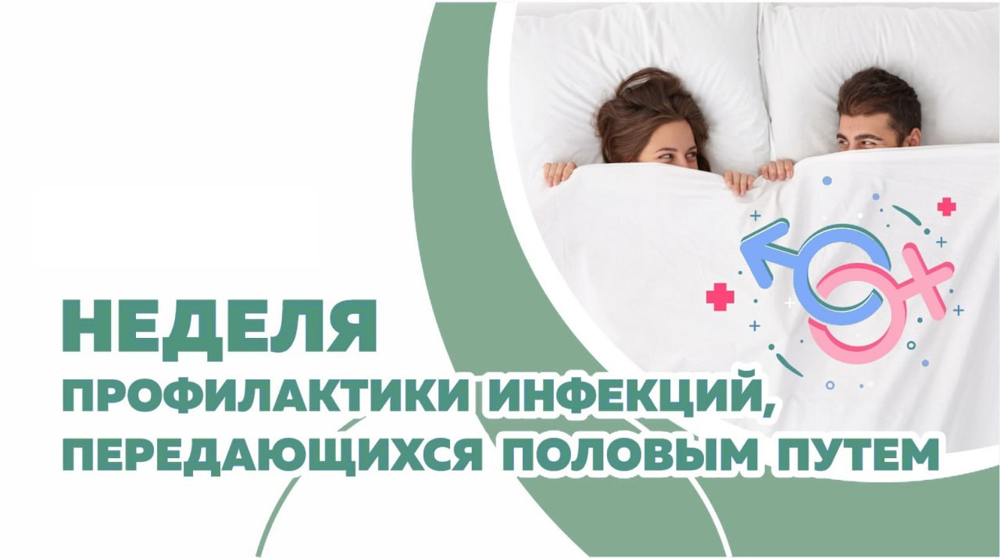 НЕДЕЛЯ
ПРОФИЛАКТИКИ ИНФЕКЦИЙ,
ПЕРЕДАЮЩИХСЯ ПОЛОВЫМ ПУТЕМ